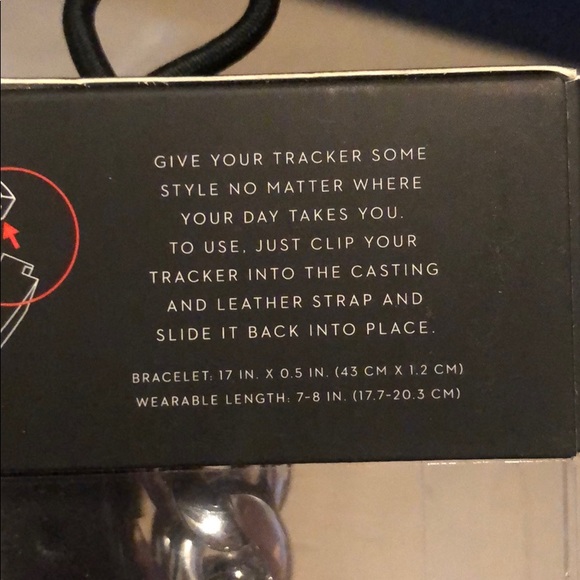 GIVE YOUR TRACKER SOME
STYLE NO MATTER WHERE
YOUR DAY TAKES YOU.
TO USE, JUST CLIP YOUR
TRACKER INTO THE CASTING
AND LEATHER STRAP AND
SLIDE IT BACK INTO PLACE.
BRACELET: 17 IN. X 0.5 IN. (43 CM X 1.2 CM)
WEARABLE LENGTH: 7-8 IN. (17.7-20.3 CM)